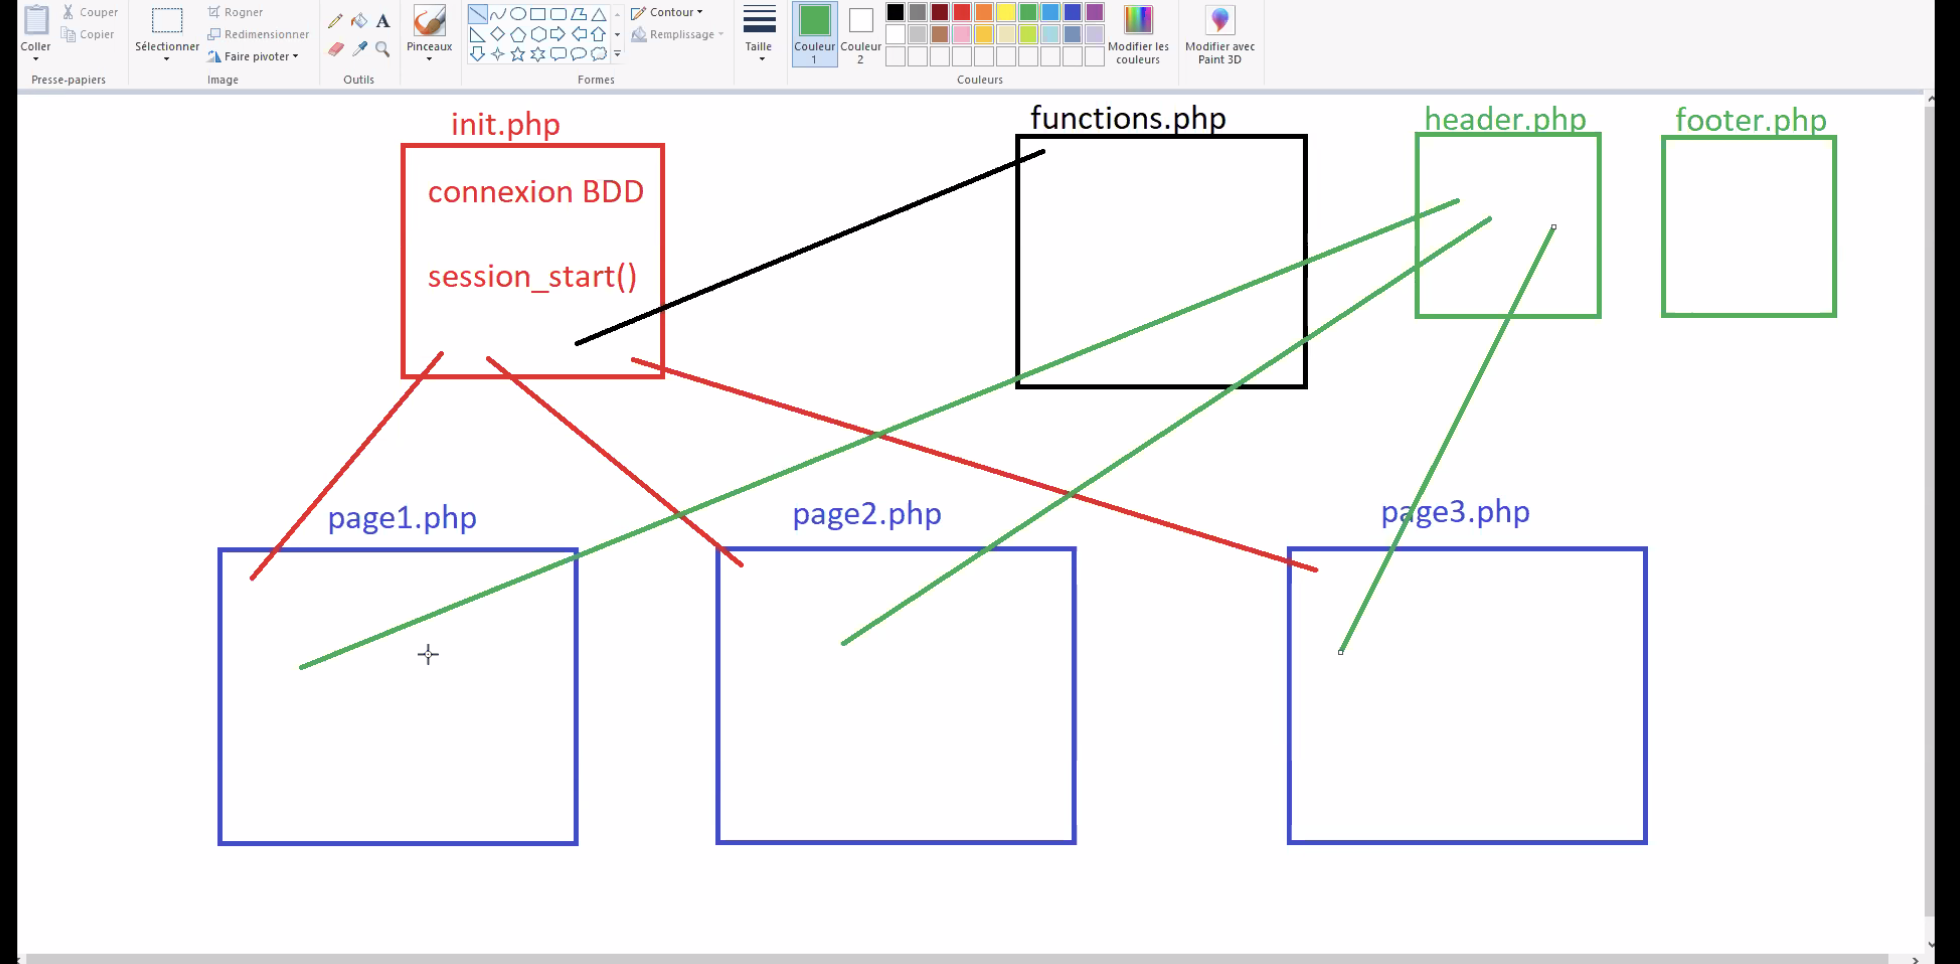 Coller
Couper
Copier
Presse-papiers
Sélectionner
Rogner
Redimensionner
Faire pivoter
Image
A
Outils
Pinceaux
Contour
Remplissage
Formes
Taille
Couleur
1
Couleur
2
Modifier les
couleurs
Couleurs
Modifier avec
Paint 3D
init.php
functions.php
header.php
footer.php
connexion BDD
session_start()
page1.php
page2.php
page3.php